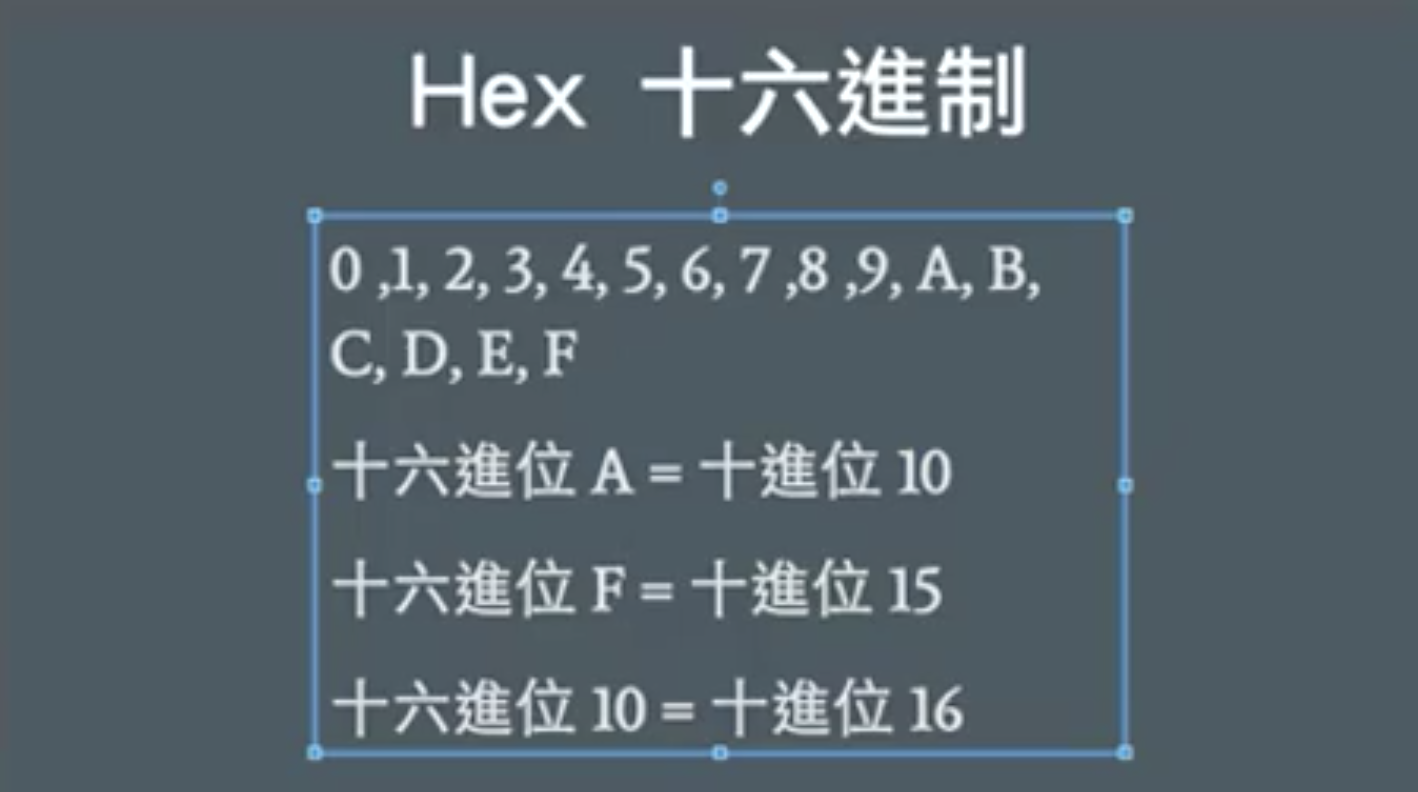 Hex 十六進制
0 ,1, 2, 3, 4, 5, 6, 7 ,8 ,9, A, B,
C, D, E, F
十六進位 A = 十進位 10
十六進位 F = 十進位 15
十六進位 10 = 十進位 16